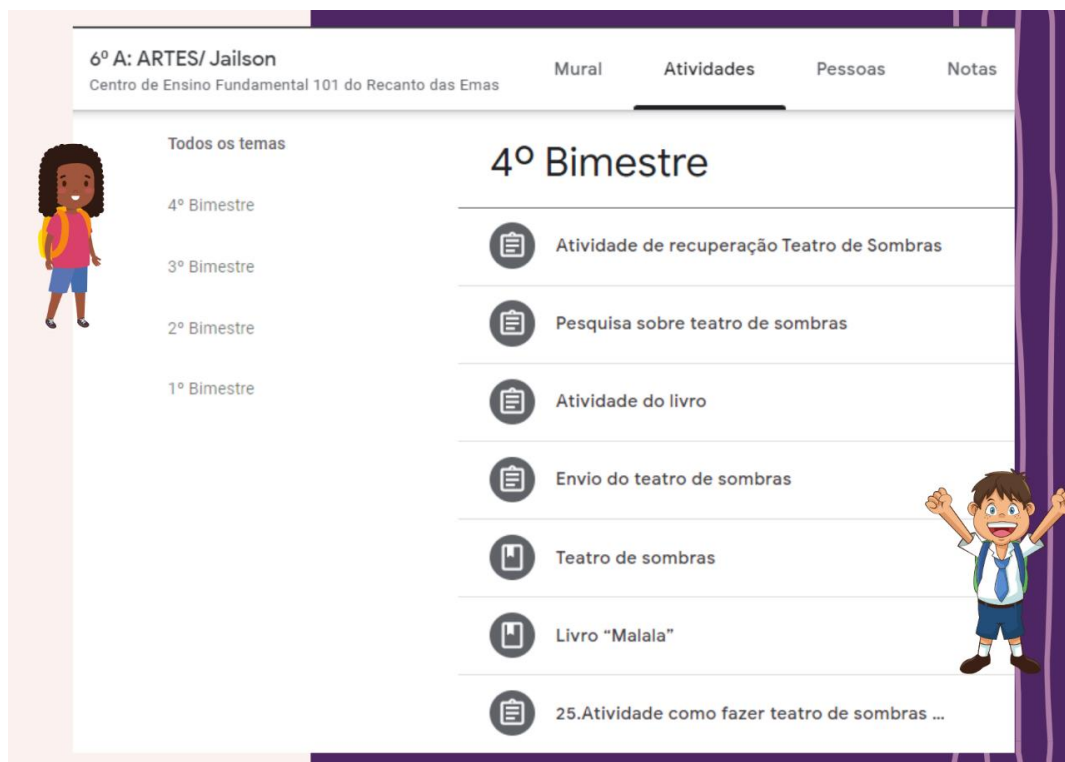 6º A: ARTES/ Jailson
Centro de Ensino Fundamental 101 do Recanto das Emas
Mural
Atividades
Pessoas
Notas
Todos os temas
4º Bimestre
3º Bimestre
2º Bimestre
1º Bimestre
4º Bimestre
Atividade de recuperação Teatro de Sombras
Pesquisa sobre teatro de sombras
Atividade do livro
Envio do teatro de sombras
Teatro de sombras
Livro “Malala”
25.Atividade como fazer teatro de sombras ...